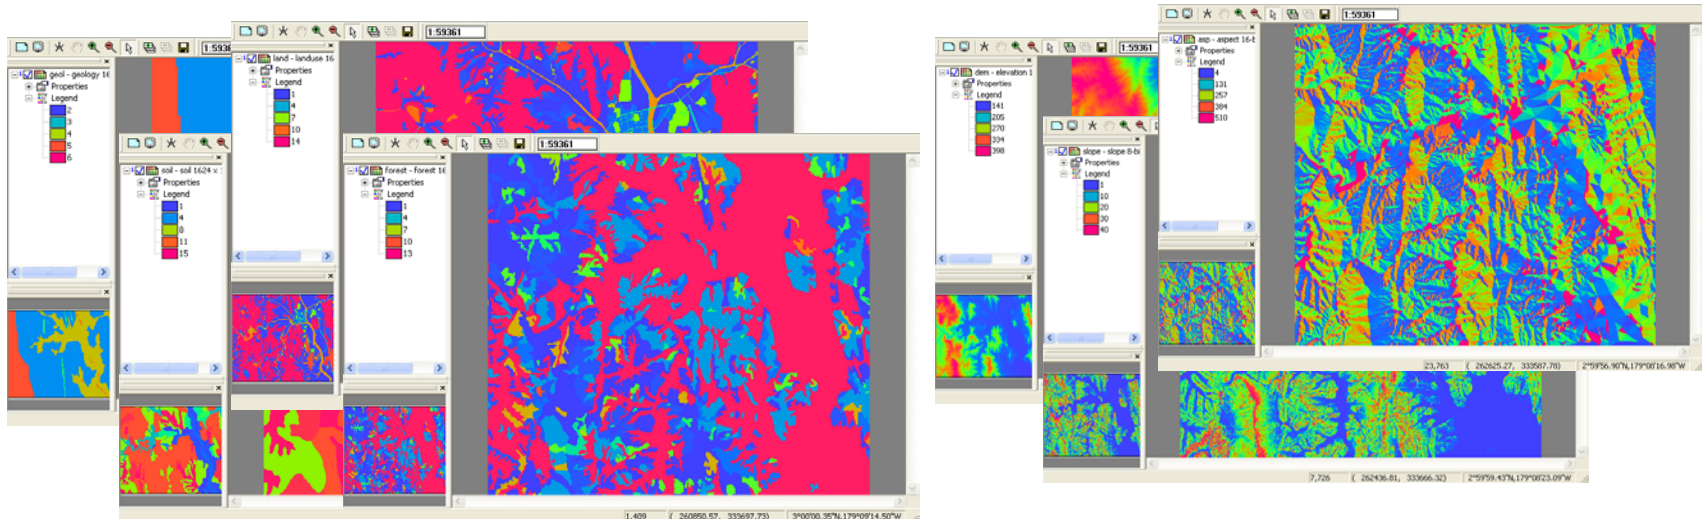 1:5936
geol - geology 16
Properties
Legend
2
3
4
5
6
1:59361
land - landuse 16
Properties
Legend
1
4
7
10
14
soil - soil 1624 x
Properties
Legend
1
4
8
11
15
1:59361
forest - forest 16
Properties
Legend
1
4
7
10
13
1,409 ( 260850.57, 333697.73) 3°00'00.35"N,179°09'14.50"W
1:59361
dem - elevation 1
Properties
Legend
141
205
270
334
398
slope - slope 8-bi
Properties
Legend
1
10
20
30
40
7,726 ( 262436.81, 333666.32) 2°59'59.43"N,179°08'23.09"W
1:59361
asp - aspect 16-b
Properties
Legend
4
131
257
384
510
23,763 ( 262625.27, 333587.78) 2°59'56.90"N,179°08'16.98"W